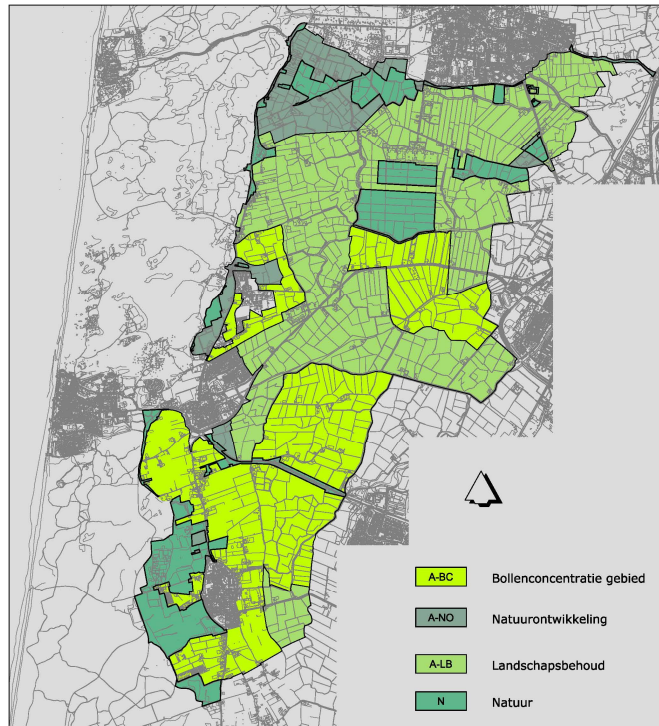 A-BC Bollenconcentratie gebied
A-NO Natuurontwikkeling
A-LB Landschapsbehoud
N Natuur